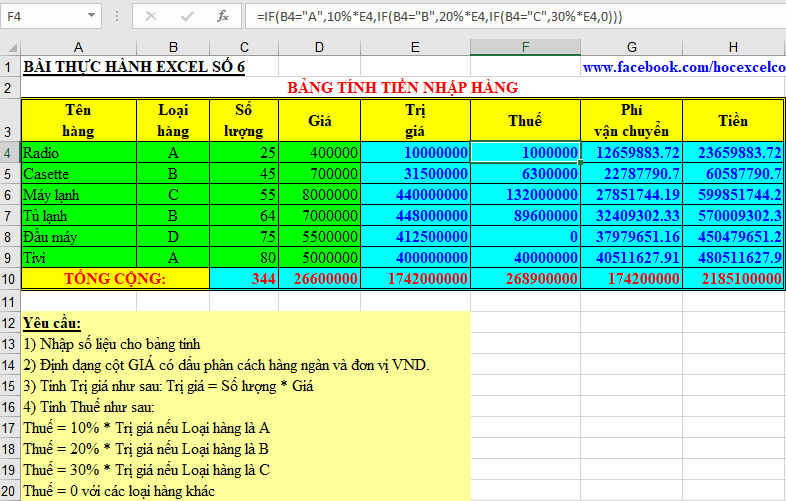 F4 fx =IF(B4="A",10%*E4,IF(B4="B",20%*E4,IF(B4="C",30%*E4,0)))
A B C D E F G H
1 BÀI THỰC HÀNH EXCEL SỐ 6 www.facebook.com/hocexcelco
2 BẢNG TÍNH TIỀN NHẬP HÀNG
3 Tên hàng Loại hàng Số lượng Giá Trị giá Thuế Phí vận chuyển Tiền
4 Radio A 25 400000 10000000 1000000 12659883.72 23659883.72
5 Casette B 45 700000 31500000 6300000 22787790.7 60587790.7
6 Máy lạnh C 55 8000000 440000000 132000000 27851744.19 599851744.2
7 Tủ lạnh B 64 7000000 448000000 89600000 32409302.33 570009302.3
8 Đầu máy D 75 5500000 412500000 0 37979651.16 450479651.2
9 Tivi A 80 5000000 400000000 40000000 40511627.91 480511627.9
10 TỔNG CỘNG: 344 26600000 1742000000 268900000 174200000 2185100000
11
12 Yêu cầu:
13 1) Nhập số liệu cho bảng tính
14 2) Định dạng cột GIÁ có dấu phân cách hàng ngàn và đơn vị VND.
15 3) Tính Trị giá như sau: Trị giá = Số lượng * Giá
16 4) Tính Thuế như sau:
17 Thuế = 10% * Trị giá nếu Loại hàng là A
18 Thuế = 20% * Trị giá nếu Loại hàng là B
19 Thuế = 30% * Trị giá nếu Loại hàng là C
20 Thuế = 0 với các loại hàng khác